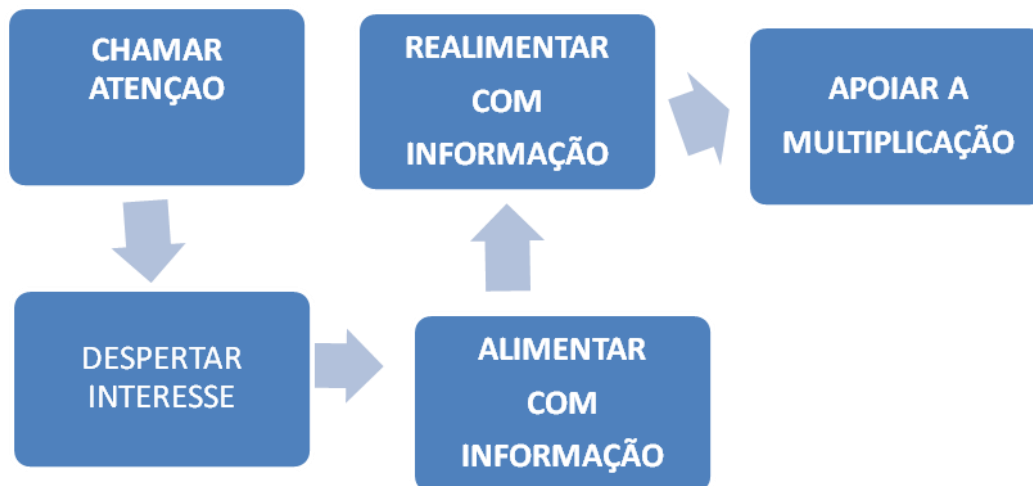 CHAMAR
ATENÇAO
DESPERTAR
INTERESSE
ALIMENTAR
COM
INFORMAÇÃO
REALIMENTAR
COM
INFORMAÇÃO
APOIAR A
MULTIPLICAÇÃO